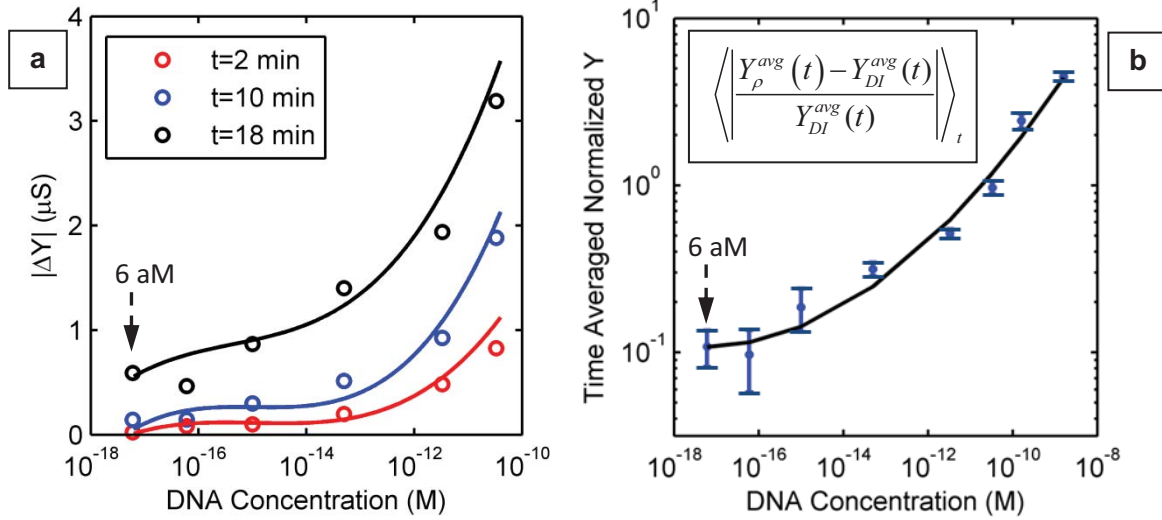 a
4
3
2
1
0
|ΔY| (μS)
t=2 min
t=10 min
t=18 min
6 aM
10^-18
10^-16
10^-14
10^-12
10^-10
DNA Concentration (M)
b
10^1
10^0
10^-1
Time Averaged Normalized Y
⟨|(Y_ρ^avg(t) − Y_DI^avg(t)) / Y_DI^avg(t)|⟩_t
6 aM
10^-18
10^-16
10^-14
10^-12
10^-10
10^-8
DNA Concentration (M)